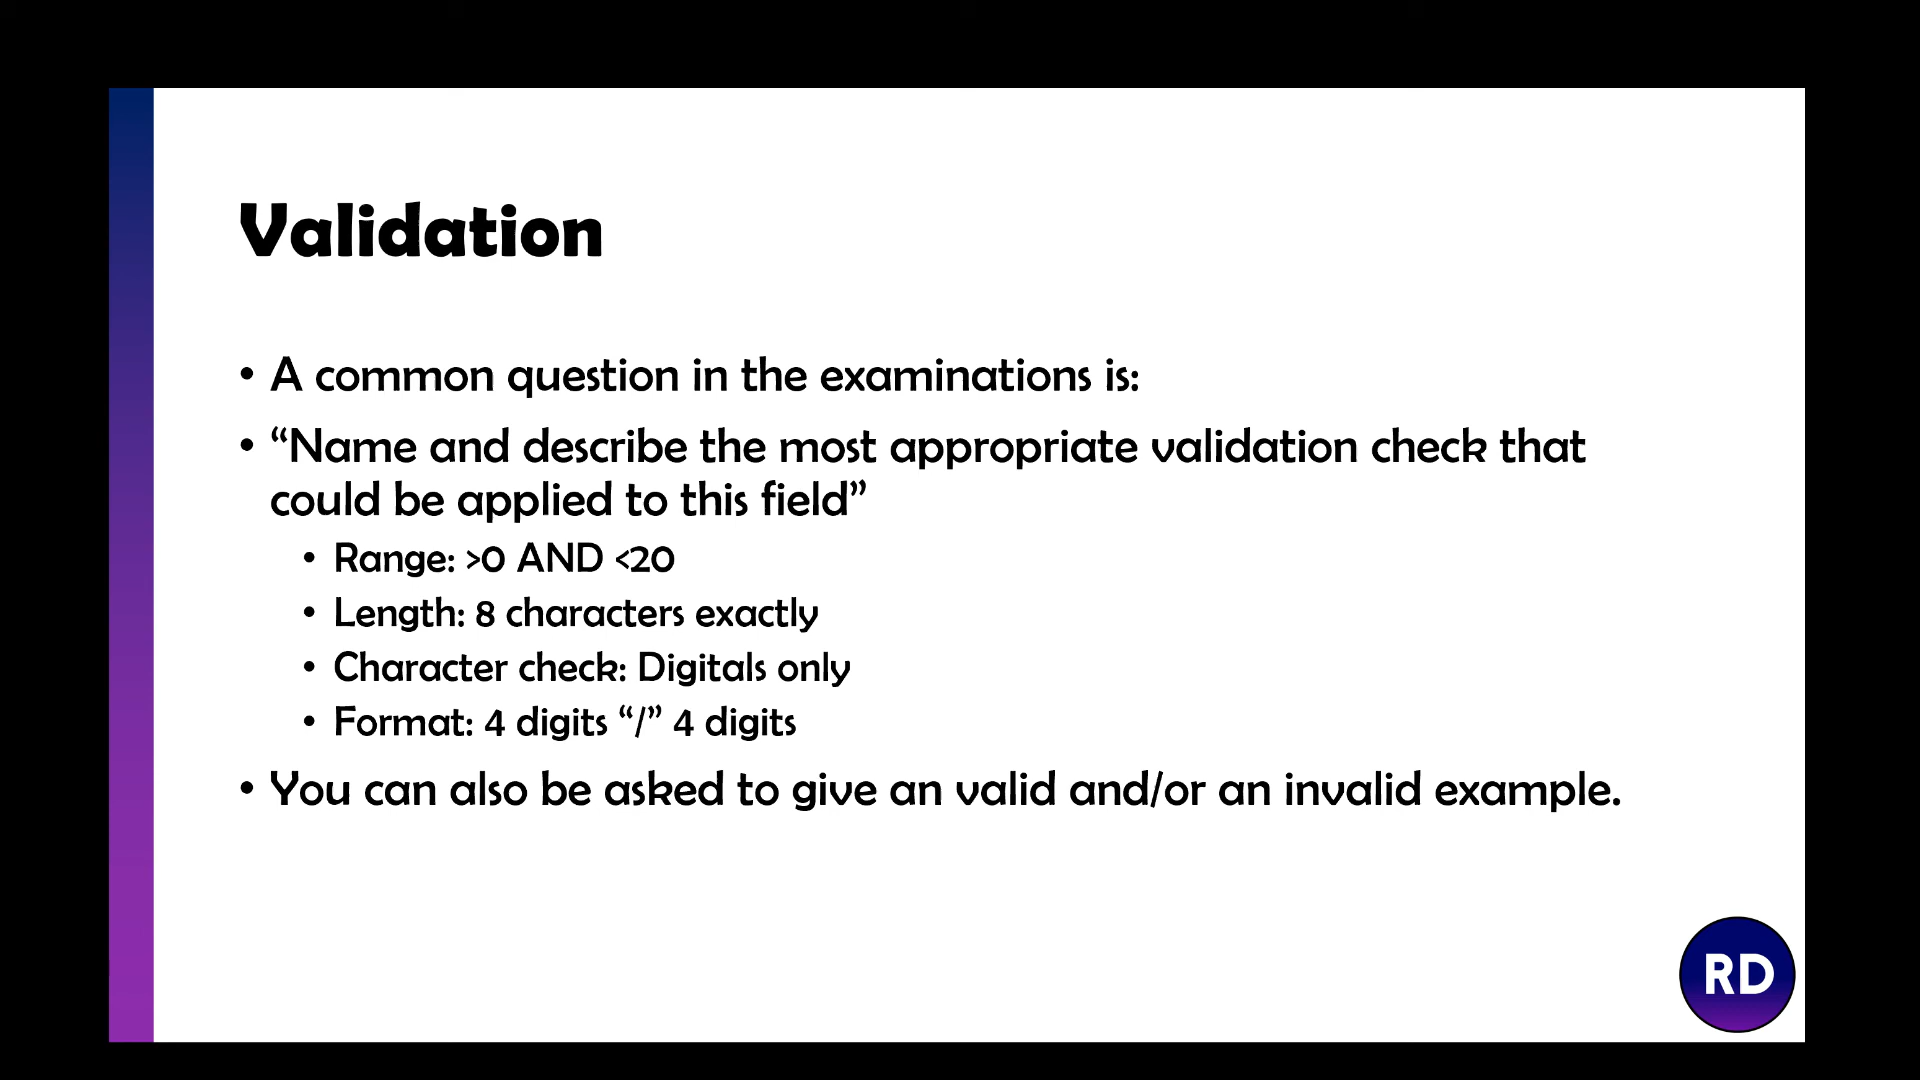 Validation
• A common question in the examinations is:
• “Name and describe the most appropriate validation check that
could be applied to this field”
• Range: >0 AND <20
• Length: 8 characters exactly
• Character check: Digitals only
• Format: 4 digits “/” 4 digits
• You can also be asked to give an valid and/or an invalid example.
RD